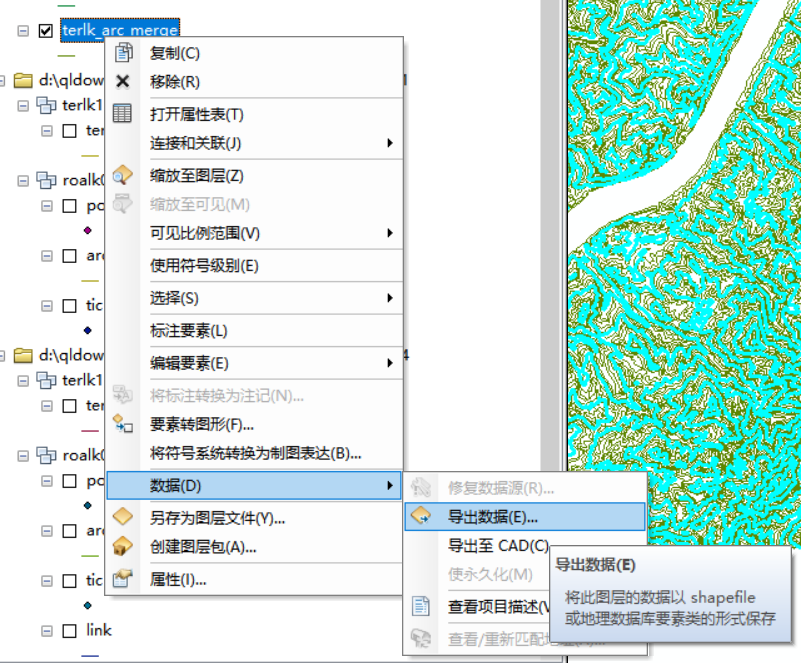 terlk_arc_merge
复制(C)
移除(R)
打开属性表(T)
连接和关联(J)
缩放至图层(Z)
缩放至可见(M)
可见比例范围(V)
使用符号级别(E)
选择(S)
标注要素(L)
编辑要素(E)
将标注转换为注记(N)...
要素转图形(F)...
将符号系统转换为制图表达(B)...
数据(D)
另存为图层文件(Y)...
创建图层包(A)...
属性(I)...
修复数据源(R)...
导出数据(E)...
导出至 CAD(C)
使永久化(M)
查看项目描述(V
查看/重新匹配
导出数据(E)
将此图层的数据以 shapefile
或地理数据库要素类的形式保存
d:\qldow
1
terlk1
ter
roalk
po
arc
tic
d:\qldow
4
terlk1
ter
roalk
po
arc
tic
link